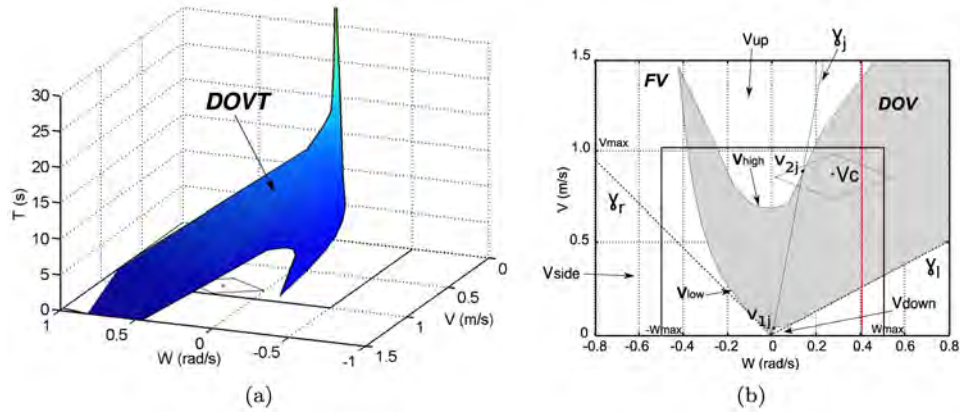 30
25
20
15
10
5
0
T (s)
DOVT
1
0.5
0
-0.5
-1
W (rad/s)
1.5
1
0.5
0
V (m/s)
(a)
Vup
γj
1.5
FV
DOV
Vmax
1.0
v2j
Vhigh
Vc
V (m/s)
γr
0.5
Vside
Vlow
γl
V1j
Vdown
0
-Wmax
Wmax
-0.8 -0.6 -0.4 -0.2 0 0.2 0.4 0.6 0.8
W (rad/s)
(b)